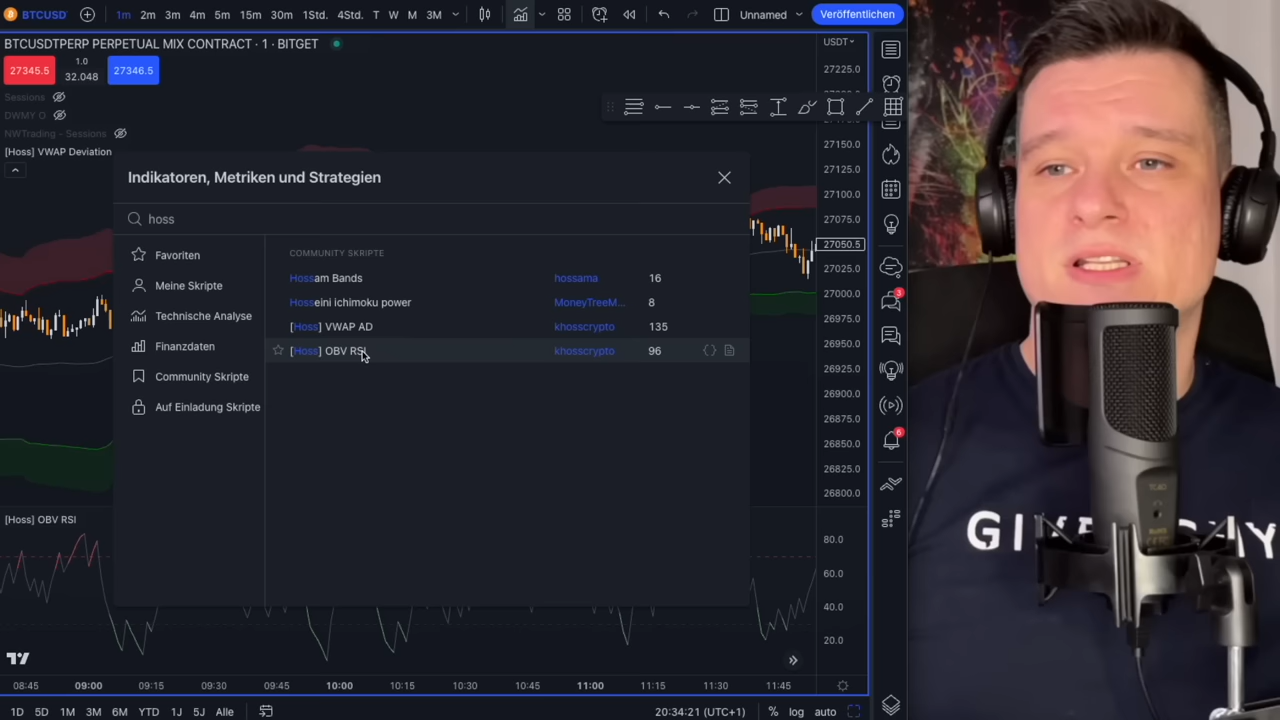 BTCUSD 1m 2m 3m 4m 5m 15m 30m 1Std. 4Std. T W M 3M Unnamed Veröffentlichen
BTCUSDTPERP PERPETUAL MIX CONTRACT · 1 · BITGET
USDT
27345.5 1.0 27346.5
32.048
27225.0
Sessions
DWMY O
NWTrading - Sessions
[Hoss] VWAP Deviation
27150.0
27125.0
27100.0
27075.0
27050.5
27025.0
27000.0
26975.0
26950.0
26925.0
26900.0
26875.0
26850.0
26825.0
26800.0
Indikatoren, Metriken und Strategien
hoss
Favoriten
Meine Skripte
Technische Analyse
Finanzdaten
Community Skripte
Auf Einladung Skripte
COMMUNITY SKRIPTE
Hossam Bands hossama 16
Hosseini ichimoku power MoneyTreeM... 8
[Hoss] VWAP AD khosscrypto 135
[Hoss] OBV RSI khosscrypto 96
3
6
[Hoss] OBV RSI
80.0
60.0
40.0
20.0
08:45 09:00 09:15 09:30 09:45 10:00 10:15 10:30 10:45 11:00 11:15 11:30 11:45
1D 5D 1M 3M 6M YTD 1J 5J Alle 20:34:21 (UTC+1) % log auto